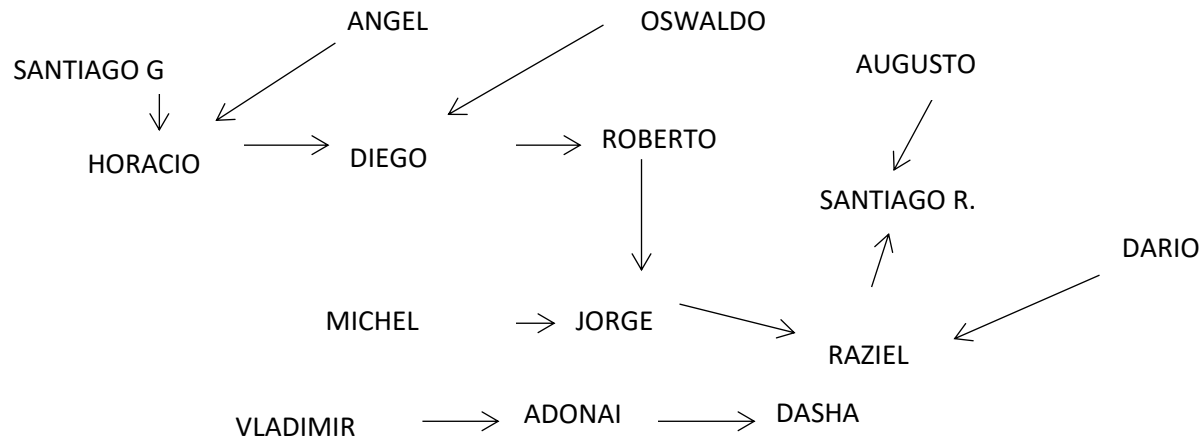 ANGEL
OSWALDO
SANTIAGO G
AUGUSTO
HORACIO
DIEGO
ROBERTO
SANTIAGO R.
DARIO
MICHEL
JORGE
RAZIEL
VLADIMIR
ADONAI
DASHA